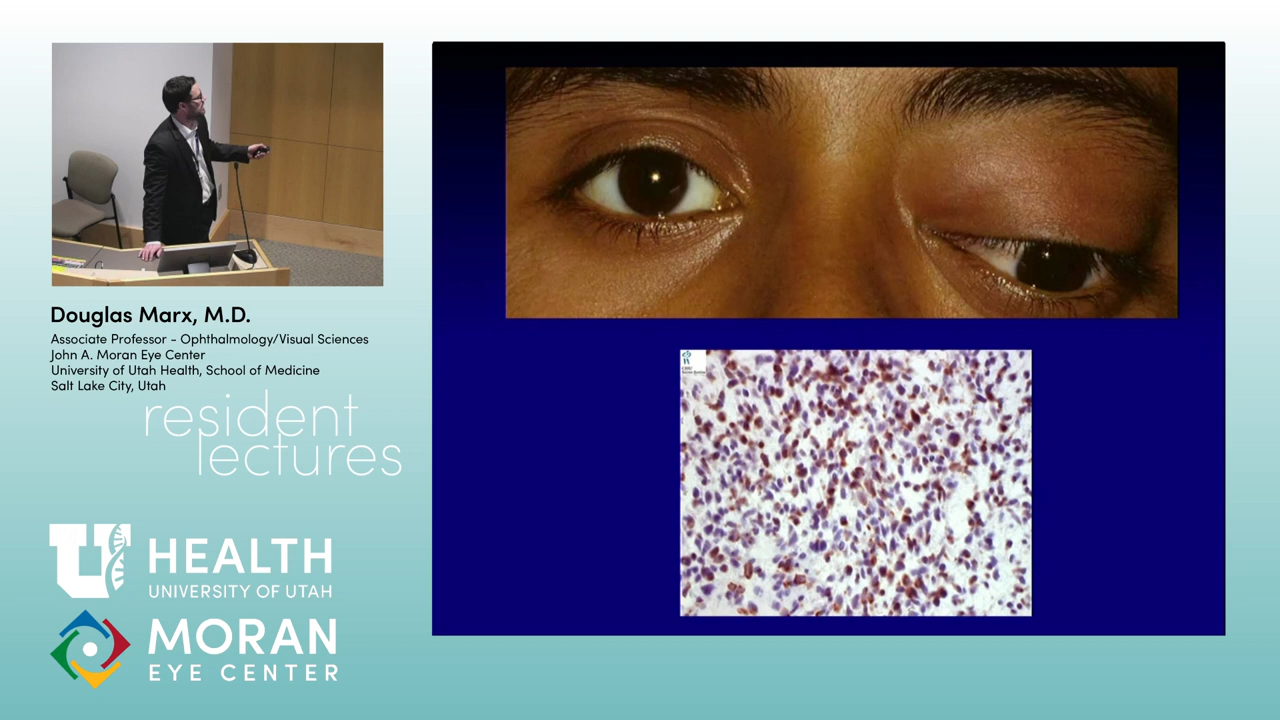 Douglas Marx, M.D.
Associate Professor - Ophthalmology/Visual Sciences
John A. Moran Eye Center
University of Utah Health, School of Medicine
Salt Lake City, Utah
resident
lectures
U HEALTH
UNIVERSITY OF UTAH
MORAN
EYE CENTER